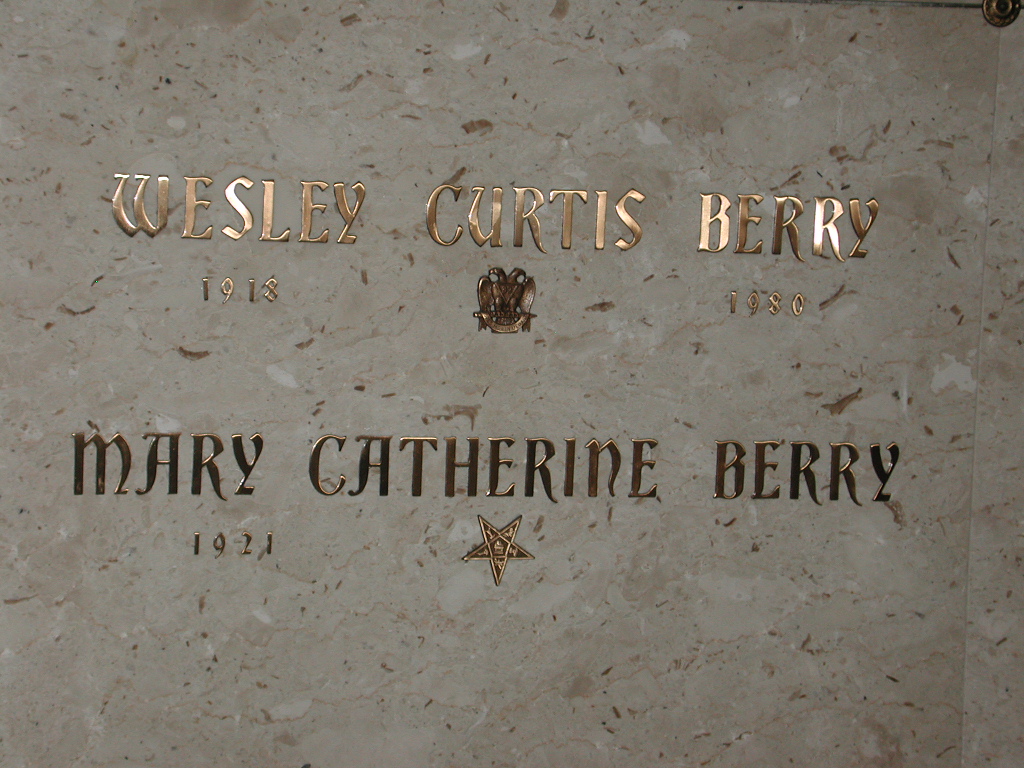 WESLEY CURTIS BERRY
1918 1980
MARY CATHERINE BERRY
1921